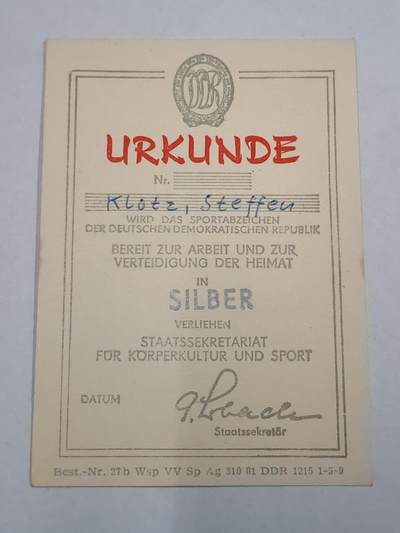 DDR
URKUNDE
Nr.
Klotz, Steffen
WIRD DAS SPORTABZEICHEN
DER DEUTSCHEN DEMOKRATISCHEN REPUBLIK
BEREIT ZUR ARBEIT UND ZUR
VERTEIDIGUNG DER HEIMAT
IN
SILBER
VERLIEHEN
STAATSSEKRETARIAT
FÜR KÖRPERKULTUR UND SPORT
DATUM
Staatssekretär
Best.-Nr. 27b Wsp VV Sp Ag 310 81 DDR 1215 1-5-9